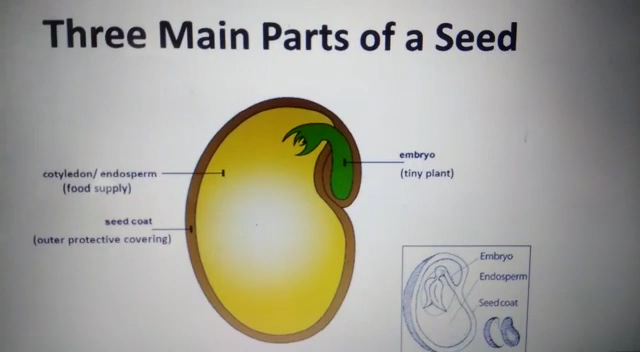 Three Main Parts of a Seed
cotyledon/ endosperm
(food supply)
seed coat
(outer protective covering)
embryo
(tiny plant)
Embryo
Endosperm
Seed coat